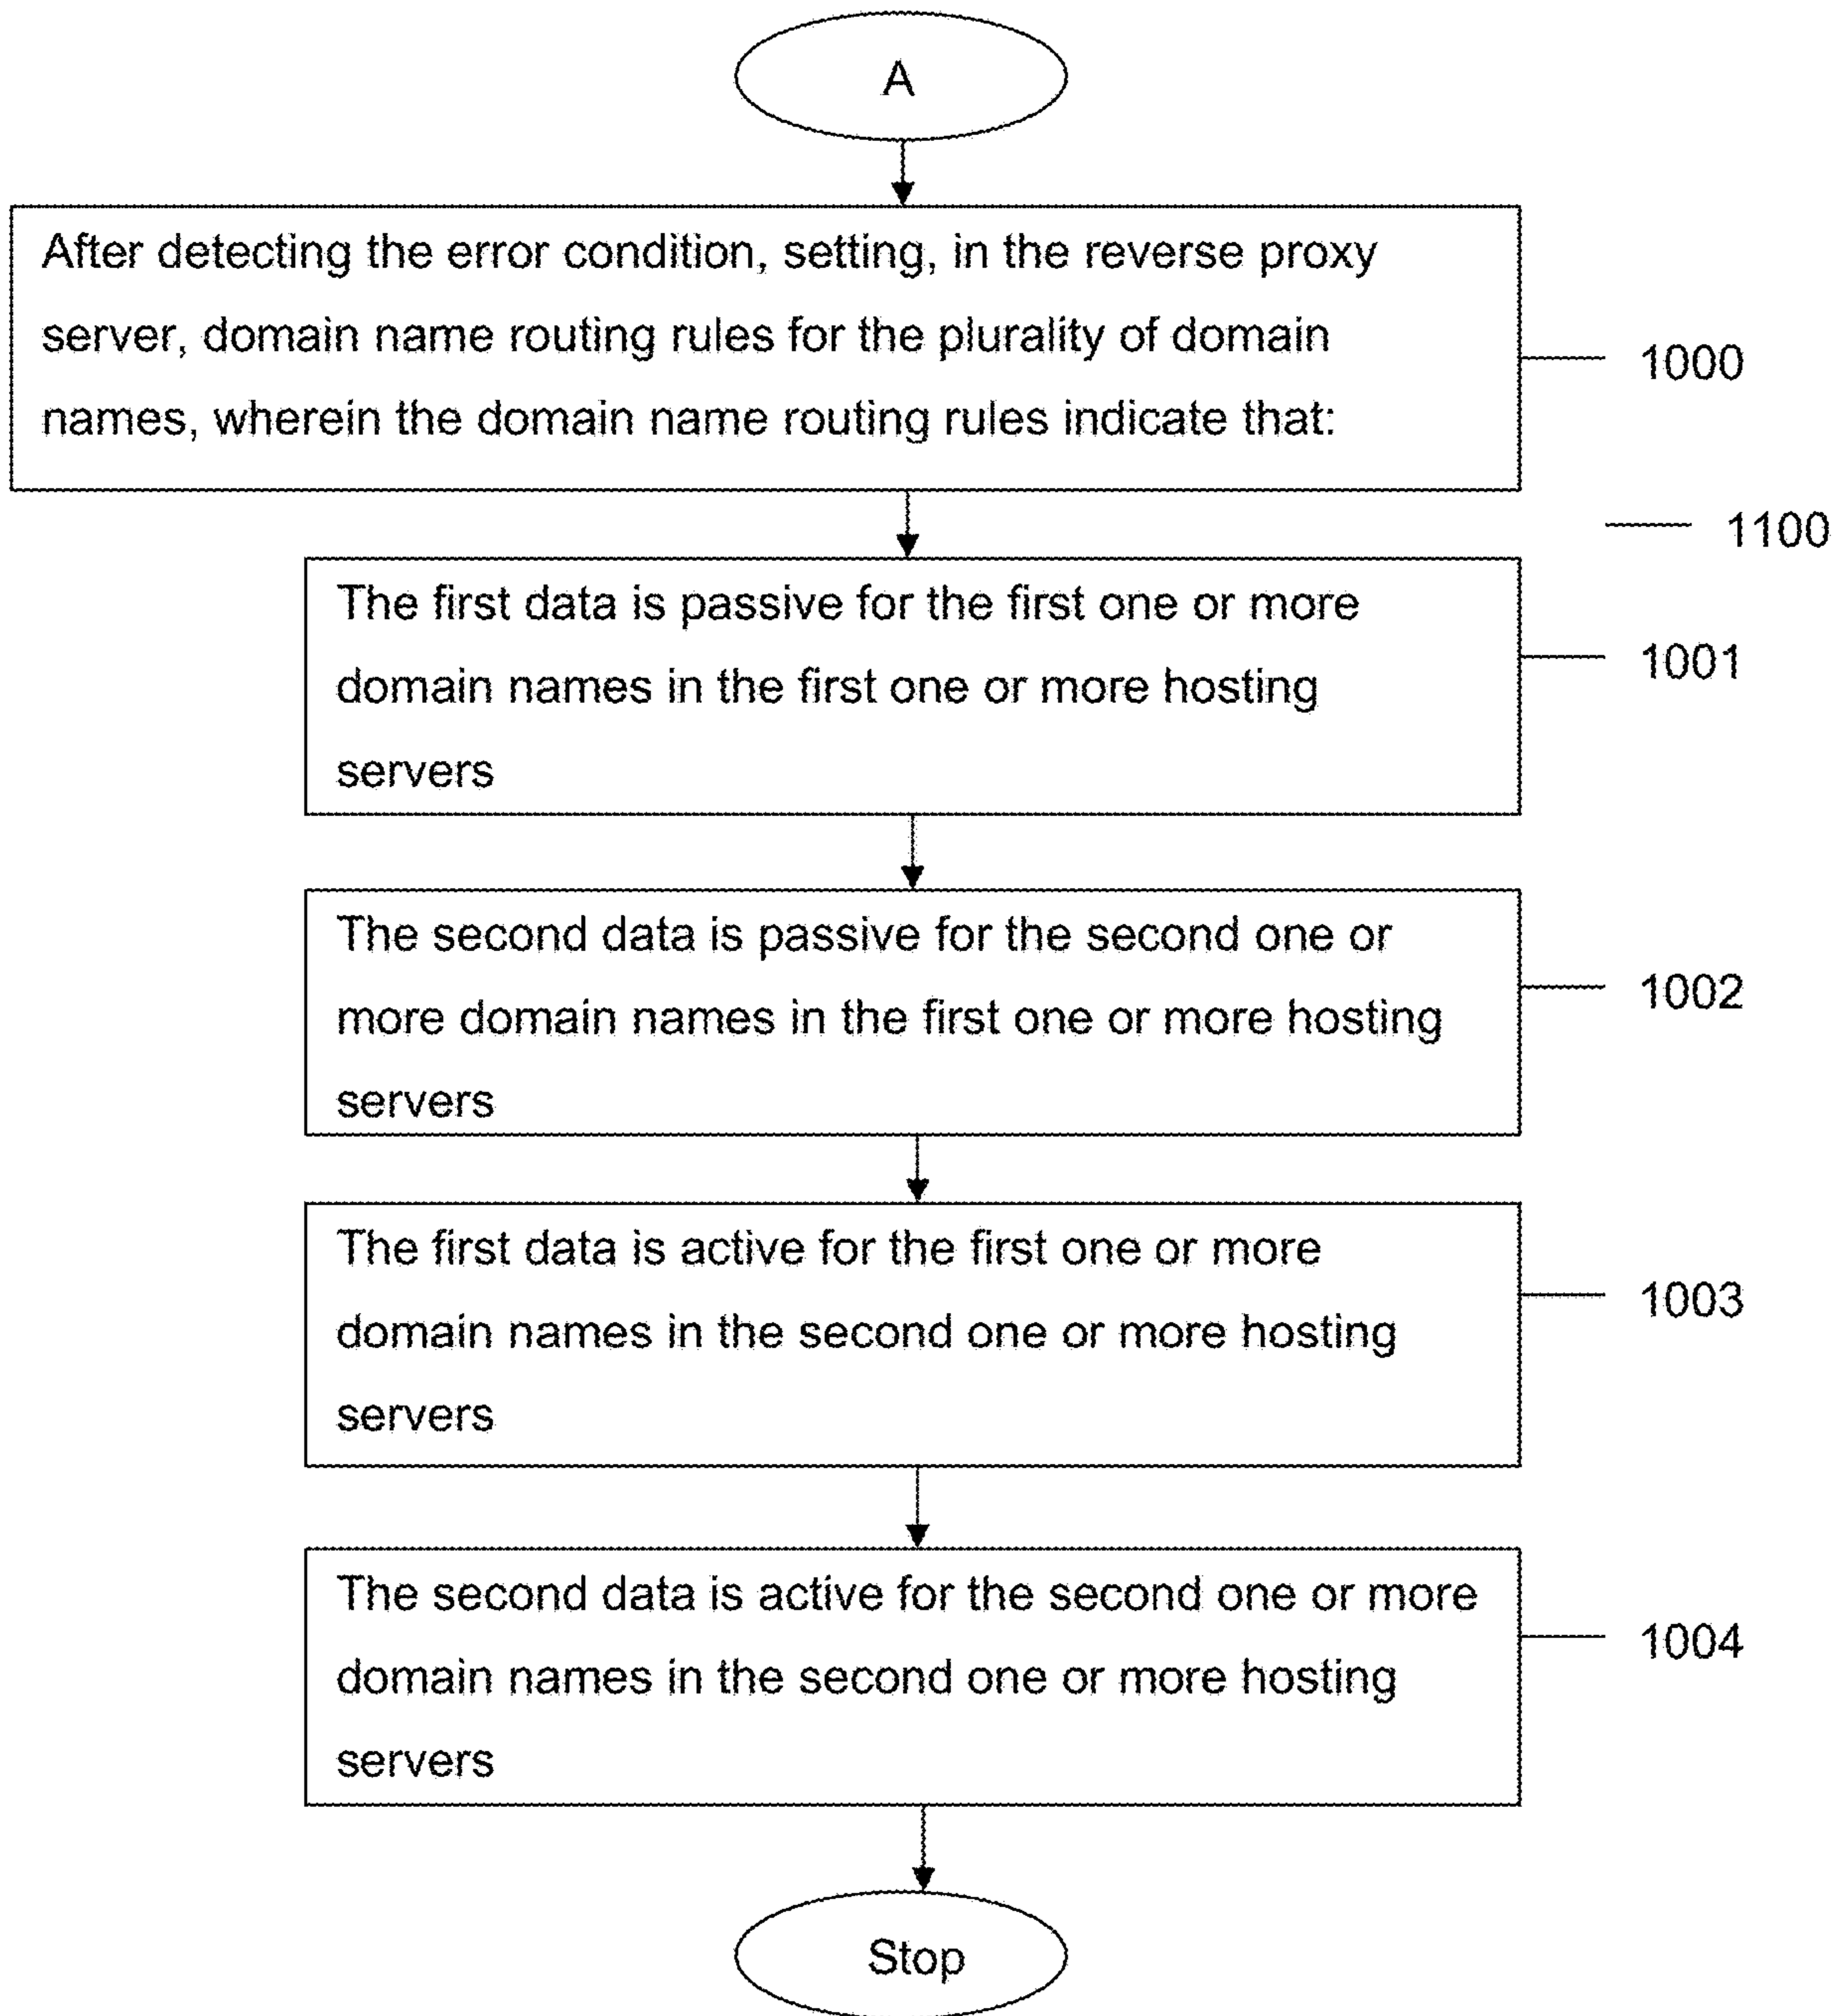 A
After detecting the error condition, setting, in the reverse proxy
server, domain name routing rules for the plurality of domain
names, wherein the domain name routing rules indicate that:
1000
1100
The first data is passive for the first one or more
domain names in the first one or more hosting
servers
1001
The second data is passive for the second one or
more domain names in the first one or more hosting
servers
1002
The first data is active for the first one or more
domain names in the second one or more hosting
servers
1003
The second data is active for the second one or more
domain names in the second one or more hosting
servers
1004
Stop